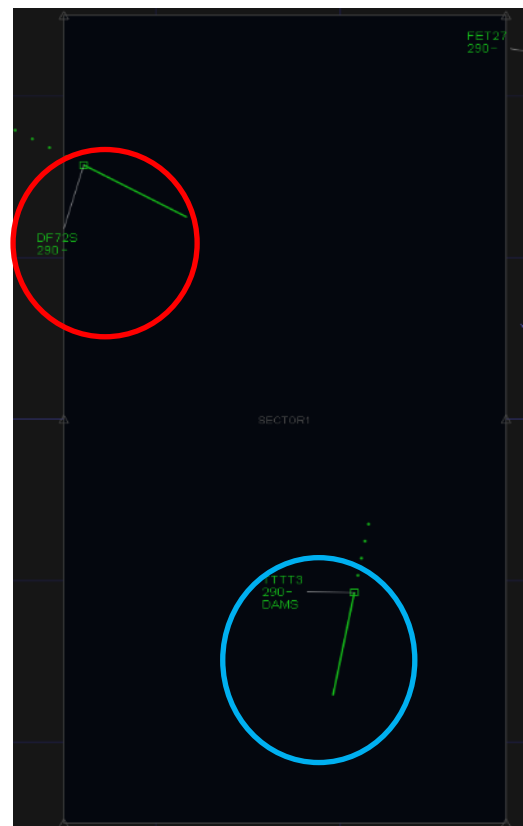 FET27
290-
DF72S
290-
SECTOR1
TTTT3
290-
DAMS